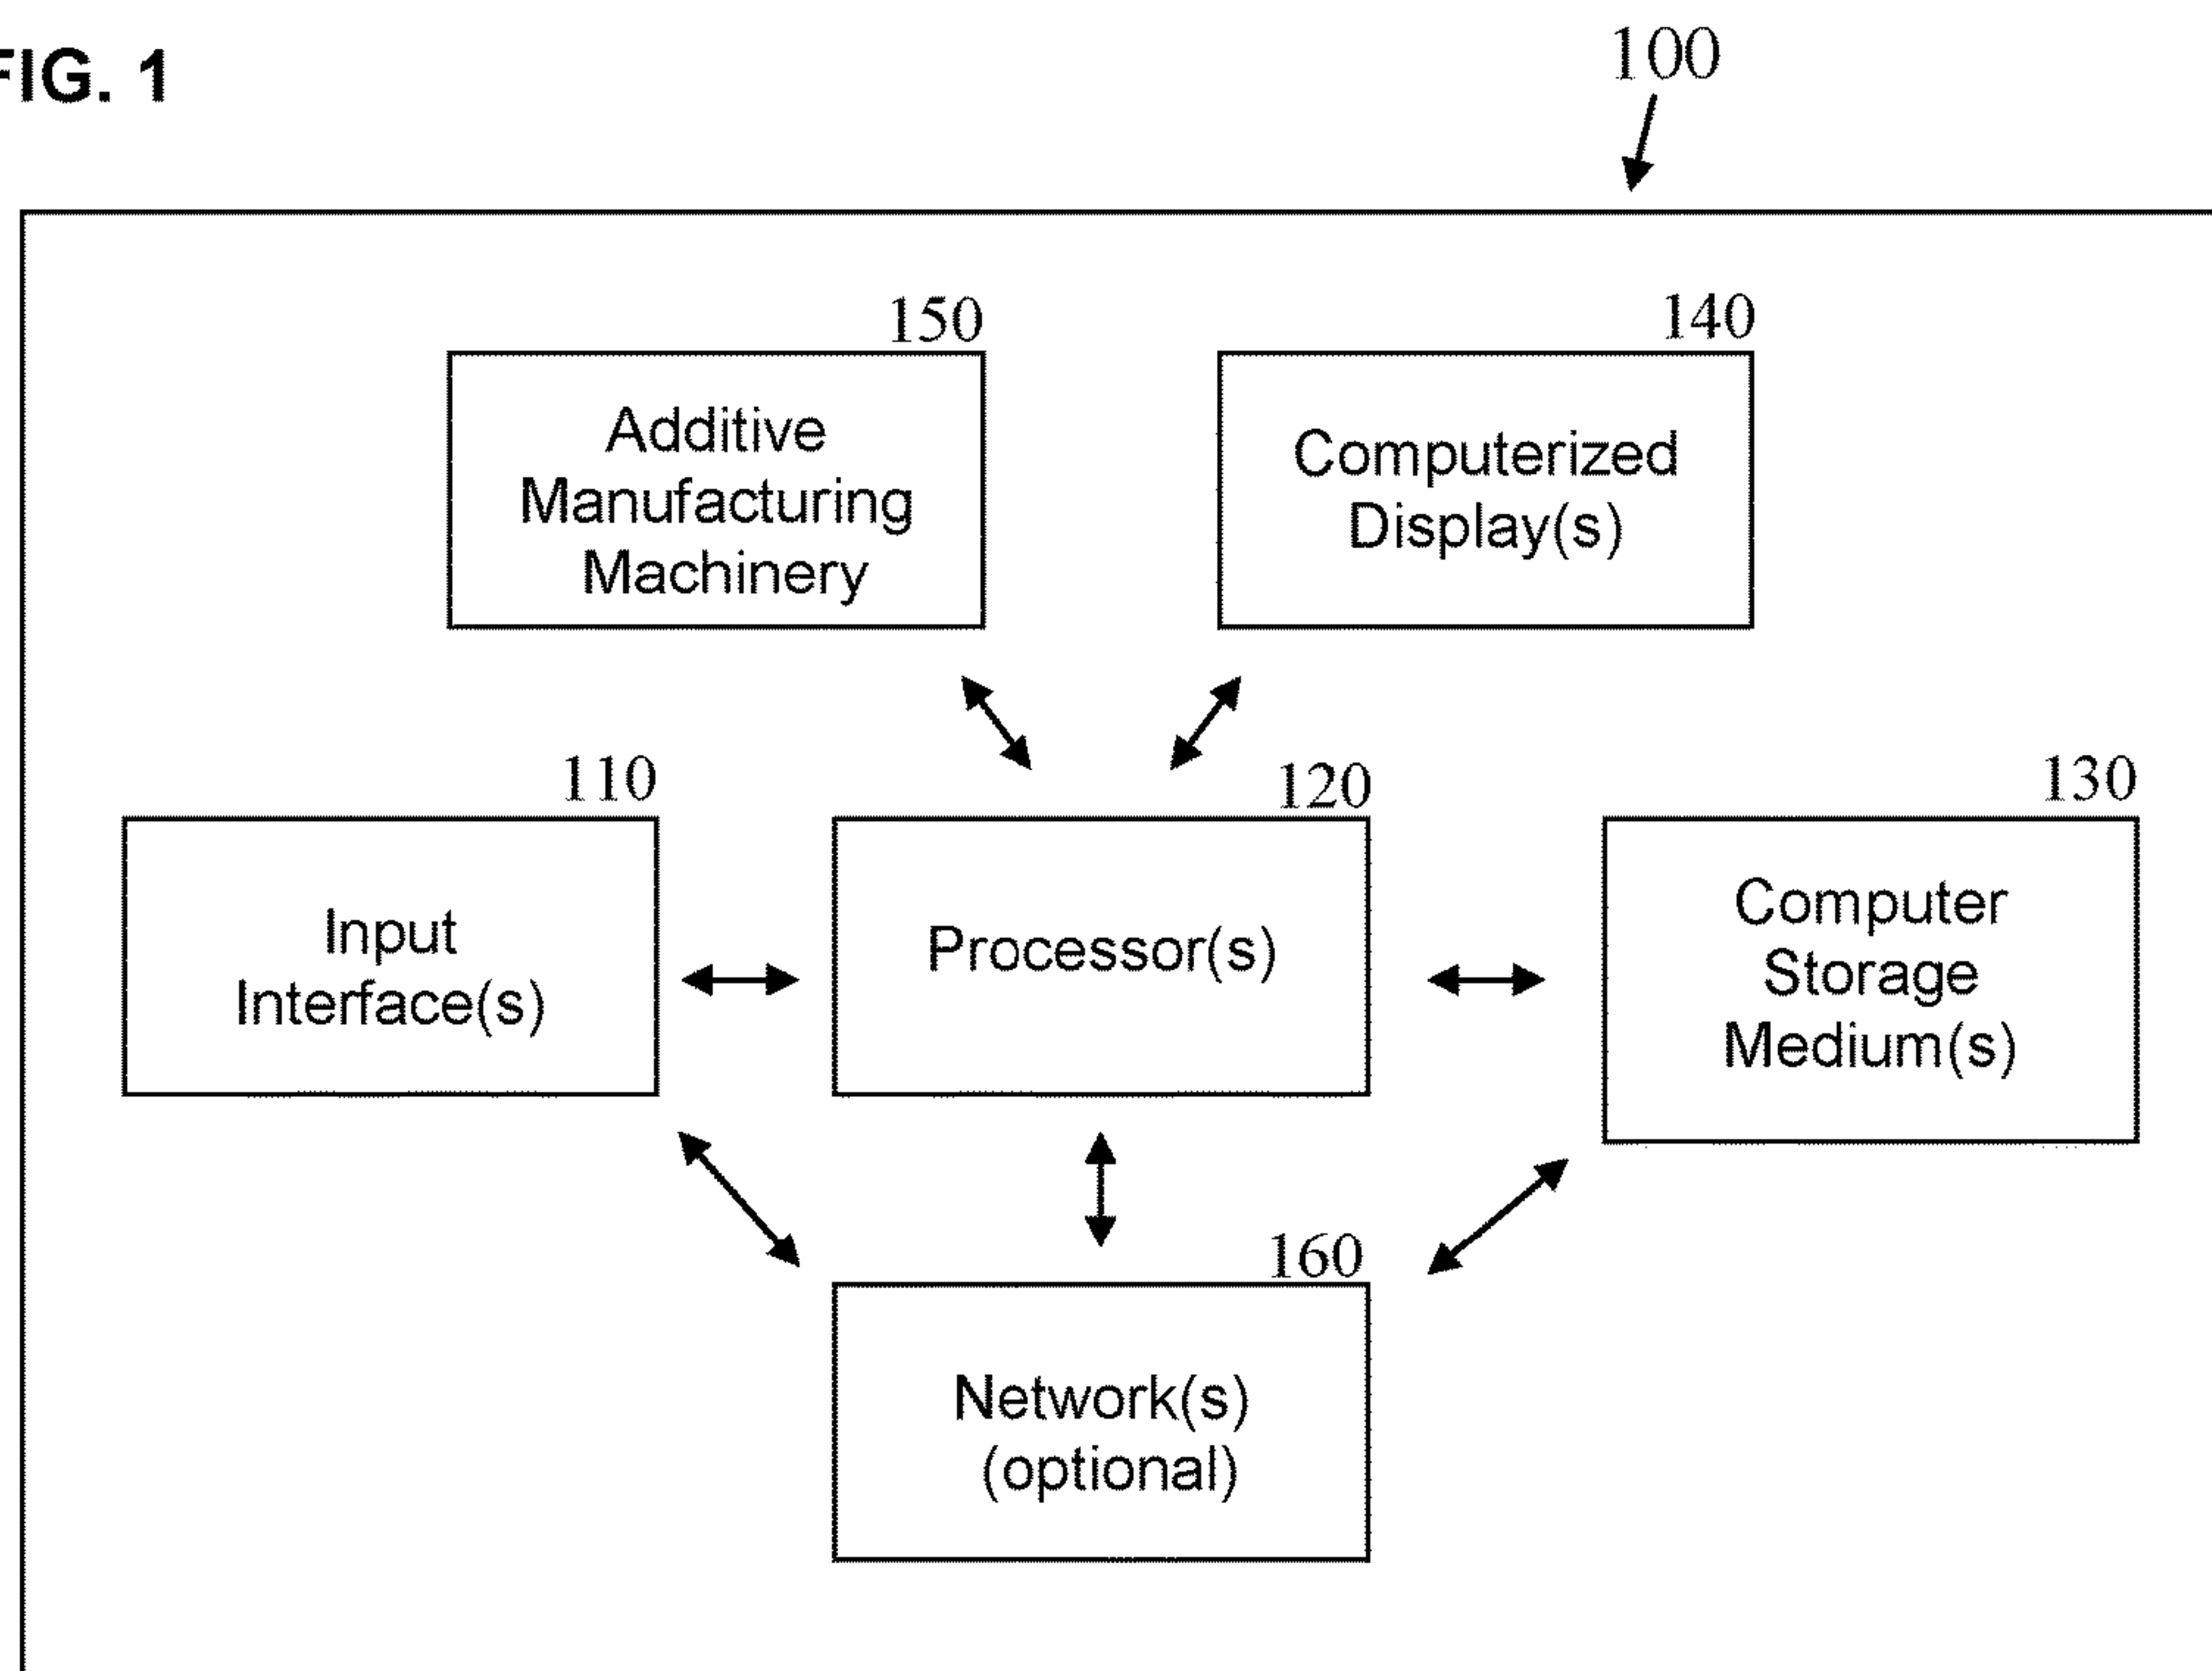 FIG. 1
100
150
140
Additive
Manufacturing
Machinery
Computerized
Display(s)
110
120
130
Input
Interface(s)
Processor(s)
Computer
Storage
Medium(s)
160
Network(s)
(optional)